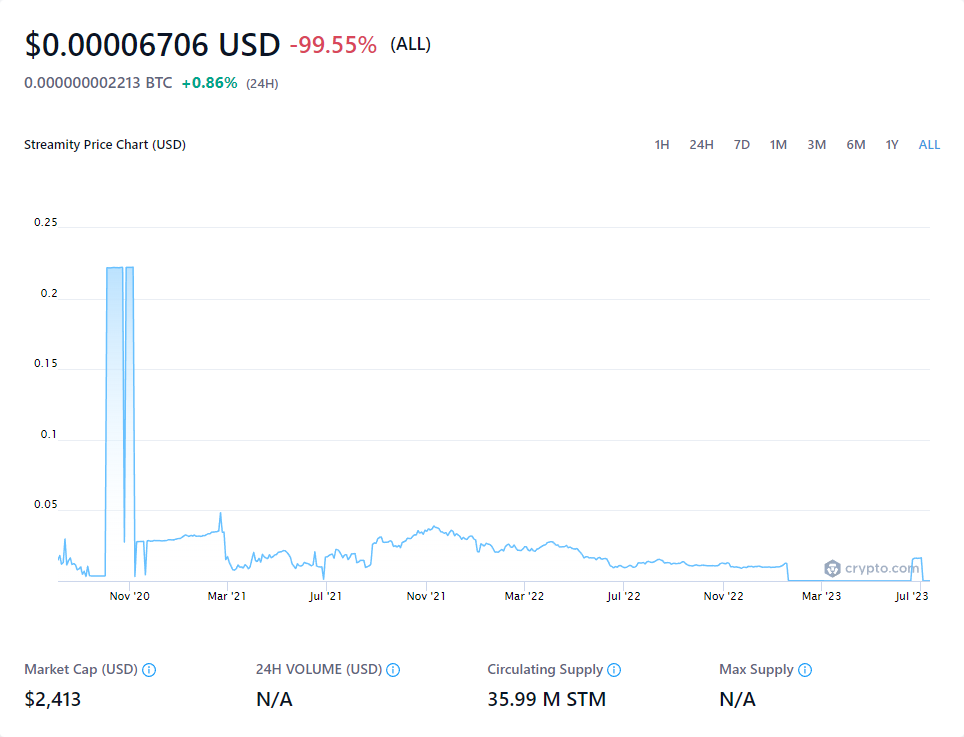 $0.00006706 USD -99.55% (ALL)
0.000000002213 BTC +0.86% (24H)
Streamity Price Chart (USD) 1H 24H 7D 1M 3M 6M 1Y ALL
0.25
0.2
0.15
0.1
0.05
crypto.com
Nov '20 Mar '21 Jul '21 Nov '21 Mar '22 Jul '22 Nov '22 Mar '23 Jul '23
Market Cap (USD) 24H VOLUME (USD) Circulating Supply Max Supply
$2,413 N/A 35.99 M STM N/A